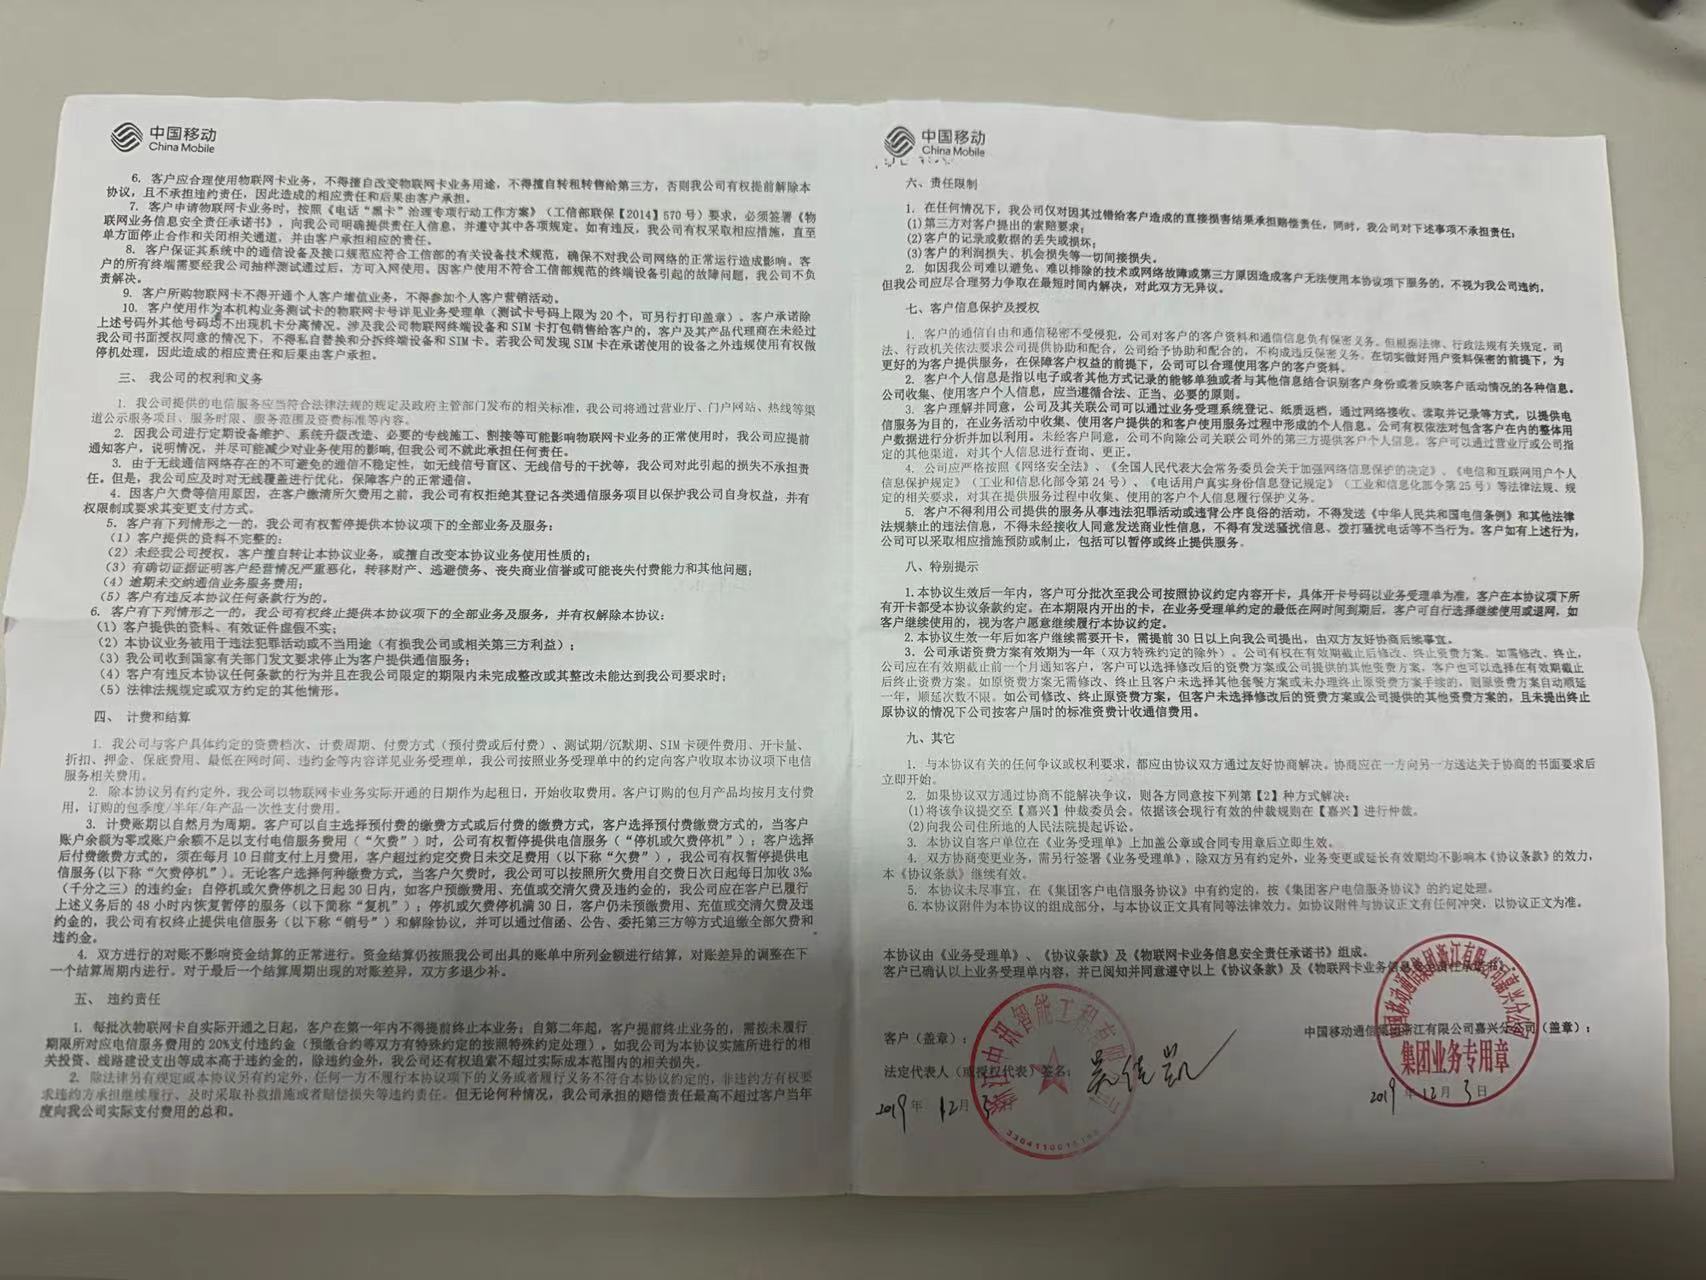 中国移动
China Mobile
6. 客户应合理使用物联网卡业务，不得擅自改变物联网卡业务用途，不得擅自转租转售给第三方，否则我公司有权提前解除本
协议，且不承担违约责任，因此造成的相应责任和后果由客户承担。
7. 客户申请物联网卡业务时，按照《电话“黑卡”治理专项行动工作方案》（工信部联保【2014】570 号）要求，必须签署《物
联网业务信息安全责任承诺书》，向我公司明确提供责任人信息，并遵守其中各项规定。如有违反，我公司有权采取相应措施，直至
单方面停止合作和关闭相关通道，并由客户承担相应的责任。
8. 客户保证其系统中的通信设备及接口规范应符合工信部的有关设备技术规范，确保不对我公司网络的正常运行造成影响。客
户的所有终端需要经我公司抽样测试通过后，方可入网使用。因客户使用不符合工信部规范的终端设备引起的故障问题，我公司不负
责解决。
9. 客户所购物联网卡不得开通个人客户增值业务，不得参加个人客户营销活动。
10. 客户使用作为本机构业务测试卡的物联网卡号详见业务受理单（测试卡号码上限为 20 个，可另行打印盖章）。客户承诺除
上述号码外其他号码均不出现机卡分离情况。涉及我公司物联网终端设备和 SIM 卡打包销售给客户的，客户及其产品代理商在未经过
我公司书面授权同意的情况下，不得私自替换和分拆终端设备和 SIM 卡。若我公司发现 SIM 卡在承诺使用的设备之外违规使用有权做
停机处理，因此造成的相应责任和后果由客户承担。
三、 我公司的权利和义务
1. 我公司提供的电信服务应当符合法律法规的规定及政府主管部门发布的相关标准，我公司将通过营业厅、门户网站、热线等渠
道公示服务项目、服务时限、服务范围及资费标准等内容。
2. 因我公司进行定期设备维护、系统升级改造、必要的专线施工、割接等可能影响物联网卡业务的正常使用时，我公司应提前
通知客户，说明情况，并尽可能减少对业务使用的影响，但我公司不就此承担任何责任。
3. 由于无线通信网络存在的不可避免的通信不稳定性，如无线信号盲区、无线信号的干扰等，我公司对此引起的损失不承担责
任。但是，我公司应及时对无线覆盖进行优化，保障客户的正常通信。
4. 因客户欠费等信用原因，在客户缴清所欠费用之前，我公司有权拒绝其登记各类通信服务项目以保护我公司自身权益，并有
权限制或要求其变更支付方式。
5. 客户有下列情形之一的，我公司有权暂停提供本协议项下的全部业务及服务：
（1）客户提供的资料不完整的；
（2）未经我公司授权，客户擅自转让本协议业务，或擅自改变本协议业务使用性质的；
（3）有确切证据证明客户经营情况严重恶化，转移财产、逃避债务、丧失商业信誉或可能丧失付费能力和其他问题；
（4）逾期未交纳通信业务服务费用；
（5）客户有违反本协议任何条款行为的。
6. 客户有下列情形之一的，我公司有权终止提供本协议项下的全部业务及服务，并有权解除本协议：
（1）客户提供的资料、有效证件虚假不实；
（2）本协议业务被用于违法犯罪活动或不当用途（有损我公司或相关第三方利益）；
（3）我公司收到国家有关部门发文要求停止为客户提供通信服务；
（4）客户有违反本协议任何条款的行为并且在我公司限定的期限内未完成整改或其整改未能达到我公司要求时；
（5）法律法规规定或双方约定的其他情形。
四、 计费和结算
1. 我公司与客户具体约定的资费档次、计费周期、付费方式（预付费或后付费）、测试期/沉默期、SIM 卡硬件费用、开卡量、
折扣、押金、保底费用、最低在网时间、违约金等内容详见业务受理单，我公司按照业务受理单中的约定向客户收取本协议项下电信
服务相关费用。
2. 除本协议另有约定外，我公司以物联网卡业务实际开通的日期作为起租日，开始收取费用。客户订购的包月产品均按月支付费
用，订购的包季度/半年/年产品一次性支付费用。
3. 计费账期以自然月为周期。客户可以自主选择预付费的缴费方式或后付费的缴费方式，客户选择预付费缴费方式的，当客户
账户余额为零或账户余额不足以支付电信服务费用（“欠费”）时，公司有权暂停提供电信服务（“停机或欠费停机”）；客户选择
后付费缴费方式的，须在每月 10 日前支付上月费用，客户超过约定交费日未交足费用（以下称“欠费”），我公司有权暂停提供电
信服务(以下称“欠费停机”)。无论客户选择何种缴费方式，当客户欠费时，我公司可以按照所欠费用自交费日次日起每日加收 3‰
（千分之三）的违约金；自停机或欠费停机之日起 30 日内，如客户预缴费用、充值或交清欠费及违约金的，我公司应在客户已履行
上述义务后的 48 小时内恢复暂停的服务（以下简称“复机”）；停机或欠费停机满 30 日，客户仍未预缴费用、充值或交清欠费及违
约金的，我公司有权终止提供电信服务（以下称“销号”）和解除协议，并可以通过信函、公告、委托第三方等方式追缴全部欠费和
违约金。
4. 双方进行的对账不影响资金结算的正常进行。资金结算仍按照我公司出具的账单中所列金额进行结算，对账差异的调整在下
一个结算周期内进行。对于最后一个结算周期出现的对账差异，双方多退少补。
五、 违约责任
1. 每批次物联网卡自实际开通之日起，客户在第一年内不得提前终止本业务；自第二年起，客户提前终止业务的，需按未履行
期限所对应电信服务费用的 20%支付违约金（预缴合约等双方有特殊约定的按照特殊约定处理）。如我公司为本协议实施所进行的相
关投资、线路建设支出等成本高于违约金的，除违约金外，我公司还有权追索不超过实际成本范围内的相关损失。
2. 除法律另有规定或本协议另有约定外，任何一方不履行本协议项下的义务或者履行义务不符合本协议约定的，非违约方有权要
求违约方承担继续履行、及时采取补救措施或者赔偿损失等违约责任。但无论何种情况，我公司承担的赔偿责任最高不超过客户当年
度向我公司实际支付费用的总和。
中国移动
China Mobile
六、责任限制
1. 在任何情况下，我公司仅对因其过错给客户造成的直接损害结果承担赔偿责任，同时，我公司对下述事项不承担责任：
(1)第三方对客户提出的索赔要求；
(2)客户的记录或数据的丢失或损坏；
(3)客户的利润损失、机会损失等一切间接损失。
2. 如因我公司难以避免、难以排除的技术或网络故障或第三方原因造成客户无法使用本协议项下服务的，不视为我公司违约，
但我公司应尽合理努力争取在最短时间内解决，对此双方无异议。
七、客户信息保护及授权
1. 客户的通信自由和通信秘密不受侵犯，公司对客户的客户资料和通信信息负有保密义务。但根据法律、行政法规有关规定，司
法、行政机关依法要求公司提供协助和配合，公司给予协助和配合的，不构成违反保密义务。在切实做好用户资料保密的前提下，为
更好的为客户提供服务，在保障客户权益的前提下，公司可以合理使用客户的客户资料。
2. 客户个人信息是指以电子或者其他方式记录的能够单独或者与其他信息结合识别客户身份或者反映客户活动情况的各种信息。
公司收集、使用客户个人信息，应当遵循合法、正当、必要的原则。
3. 客户理解并同意，公司及其关联公司可以通过业务受理系统登记、纸质返档，通过网络接收、读取并记录等方式，以提供电
信服务为目的，在业务活动中收集、使用客户提供的和客户使用服务过程中形成的个人信息。公司有权依法对包含客户在内的整体用
户数据进行分析并加以利用。未经客户同意，公司不向除公司关联公司外的第三方提供客户个人信息。客户可以通过营业厅或公司指
定的其他渠道，对其个人信息进行查询、更正。
4. 公司应严格按照《网络安全法》、《全国人民代表大会常务委员会关于加强网络信息保护的决定》、《电信和互联网用户个人
信息保护规定》（工业和信息化部令第 24 号）、《电话用户真实身份信息登记规定》（工业和信息化部令第 25 号）等法律法规、规
定的相关要求，对其在提供服务过程中收集、使用的客户个人信息履行保护义务。
5. 客户不得利用公司提供的服务从事违法犯罪活动或违背公序良俗的活动，不得发送《中华人民共和国电信条例》和其他法律
法规禁止的违法信息，不得未经接收人同意发送商业性信息，不得有发送骚扰信息、拨打骚扰电话等不当行为。客户如有上述行为，
公司可以采取相应措施预防或制止，包括可以暂停或终止提供服务。
八、特别提示
1.本协议生效后一年内，客户可分批次至我公司按照协议约定内容开卡，具体开卡号码以业务受理单为准，客户在本协议项下所
有开卡都受本协议条款约定。在本期限内开出的卡，在业务受理单约定的最低在网时间到期后，客户可自行选择继续使用或退网，如
客户继续使用的，视为客户愿意继续履行本协议约定。
2.本协议生效一年后如客户继续需要开卡，需提前 30 日以上向我公司提出，由双方友好协商后续事宜。
3. 公司承诺资费方案有效期为一年（双方特殊约定的除外）。公司有权在有效期截止后修改、终止资费方案。如需修改、终止，
公司应在有效期截止前一个月通知客户，客户可以选择修改后的资费方案或公司提供的其他资费方案，客户也可以选择在有效期截止
后终止资费方案。如原资费方案无需修改、终止且客户未选择其他套餐方案或未办理终止原资费方案手续的，则原资费方案自动顺延
一年，顺延次数不限。如公司修改、终止原资费方案，但客户未选择修改后的资费方案或公司提供的其他资费方案的，且未提出终止
原协议的情况下公司按客户届时的标准资费计收通信费用。
九、其它
1. 与本协议有关的任何争议或权利要求，都应由协议双方通过友好协商解决。协商应在一方向另一方送达关于协商的书面要求后
立即开始。
2. 如果协议双方通过协商不能解决争议，则各方同意按下列第【2】种方式解决：
(1)将该争议提交至【嘉兴】仲裁委员会。依据该会现行有效的仲裁规则在【嘉兴】进行仲裁。
(2)向我公司住所地的人民法院提起诉讼。
3. 本协议自客户单位在《业务受理单》上加盖公章或合同专用章后立即生效。
4. 双方协商变更业务，需另行签署《业务受理单》，除双方另有约定外，业务变更或延长有效期均不影响本《协议条款》的效力，
本《协议条款》继续有效。
5. 本协议未尽事宜，在《集团客户电信服务协议》中有约定的，按《集团客户电信服务协议》的约定处理。
6.本协议附件为本协议的组成部分，与本协议正文具有同等法律效力。如协议附件与协议正文有任何冲突，以协议正文为准。
本协议由《业务受理单》、《协议条款》及《物联网卡业务信息安全责任承诺书》组成。
客户已确认以上业务受理单内容，并已阅知并同意遵守以上《协议条款》及《物联网卡业务信息安全责任承诺书》。
客户（盖章）：
中国移动通信集团浙江有限公司嘉兴分公司（盖章）：
法定代表人（或授权代表）签名： 吴佳凯
2019 年 12 月 3 日
2019 年 12 月 3 日
浙江中讯智能工程有限公司
中国移动通信集团浙江有限公司嘉兴分公司
集团业务专用章